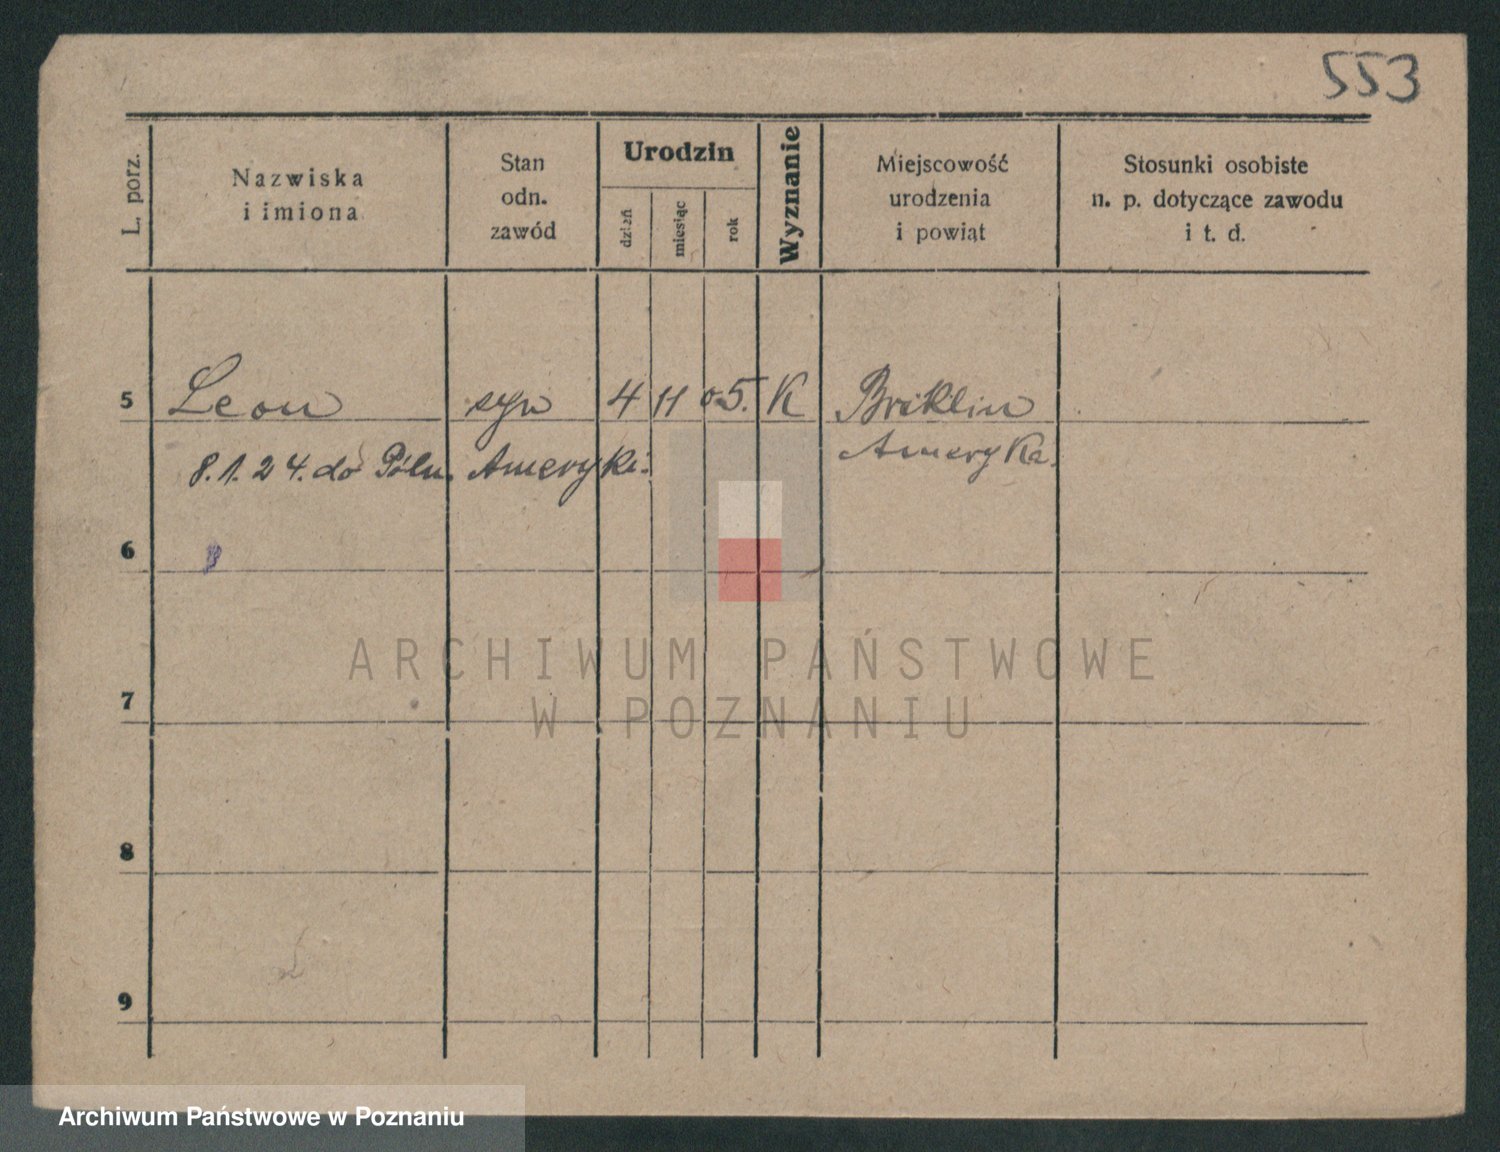 553
L. porz.
Nazwiska
i imiona
Stan
odn.
zawód
Urodzin
dzień
miesiąc
rok
Wyznanie
Miejscowość
urodzenia
i powiat
Stosunki osobiste
n. p. dotyczące zawodu
i t. d.
5 Leon syn 4 11 05. K Briklin
8.1.24. do Półn. Ameryki. Ameryka.
6
7
8
9
ARCHIWUM PAŃSTWOWE
W POZNANIU
Archiwum Państwowe w Poznaniu